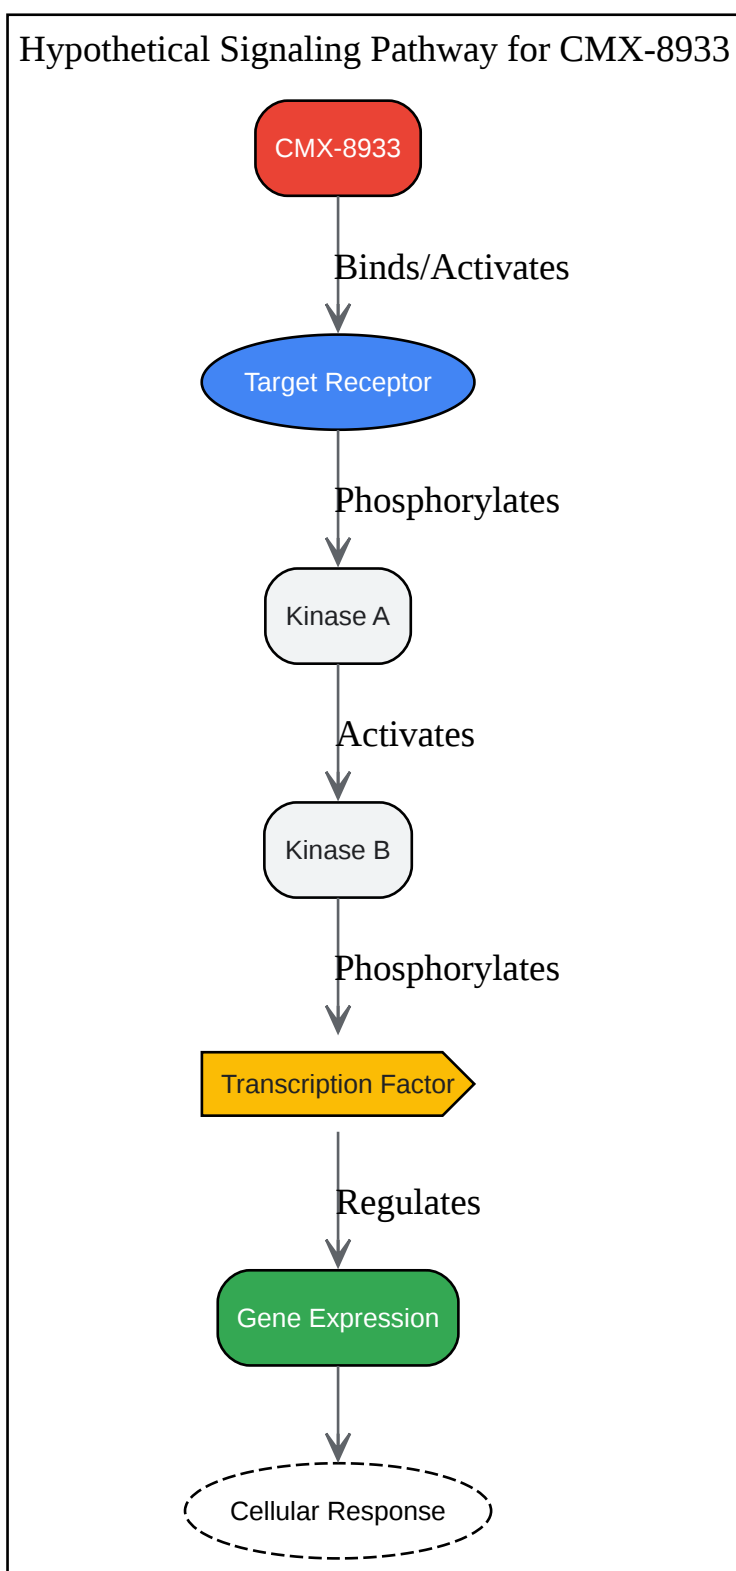 Hypothetical Signaling Pathway for CMX-8933
CMX-8933
Binds/Activates
Target Receptor
Phosphorylates
Kinase A
Activates
Kinase B
Phosphorylates
Transcription Factor
Regulates
Gene Expression
Cellular Response